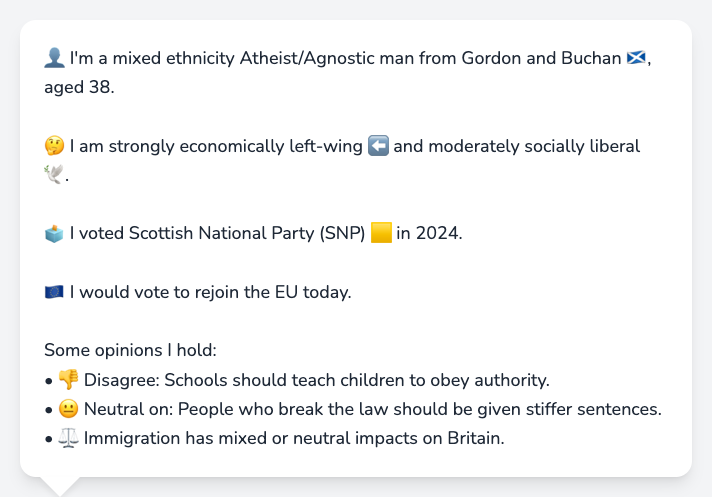 👤 I'm a mixed ethnicity Atheist/Agnostic man from Gordon and Buchan 🏴󠁧󠁢󠁳󠁣󠁴󠁿,
aged 38.
🤔 I am strongly economically left-wing ⬅️ and moderately socially liberal
🕊️.
🗳️ I voted Scottish National Party (SNP) 🟨 in 2024.
🇪🇺 I would vote to rejoin the EU today.
Some opinions I hold:
• 👎 Disagree: Schools should teach children to obey authority.
• 😐 Neutral on: People who break the law should be given stiffer sentences.
• ⚖️ Immigration has mixed or neutral impacts on Britain.